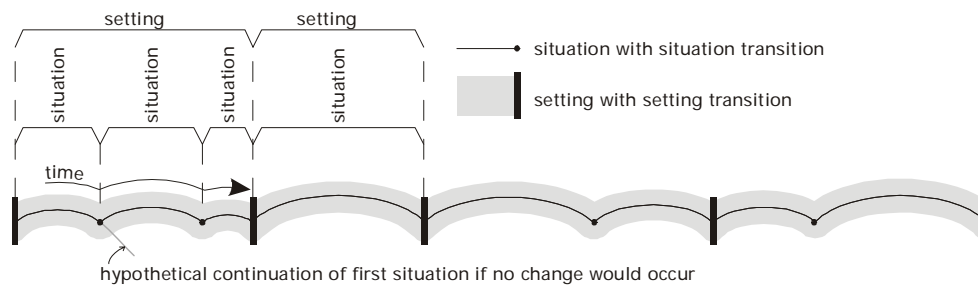 setting
setting
situation
situation
situation
situation
situation with situation transition
setting with setting transition
time
hypothetical continuation of first situation if no change would occur